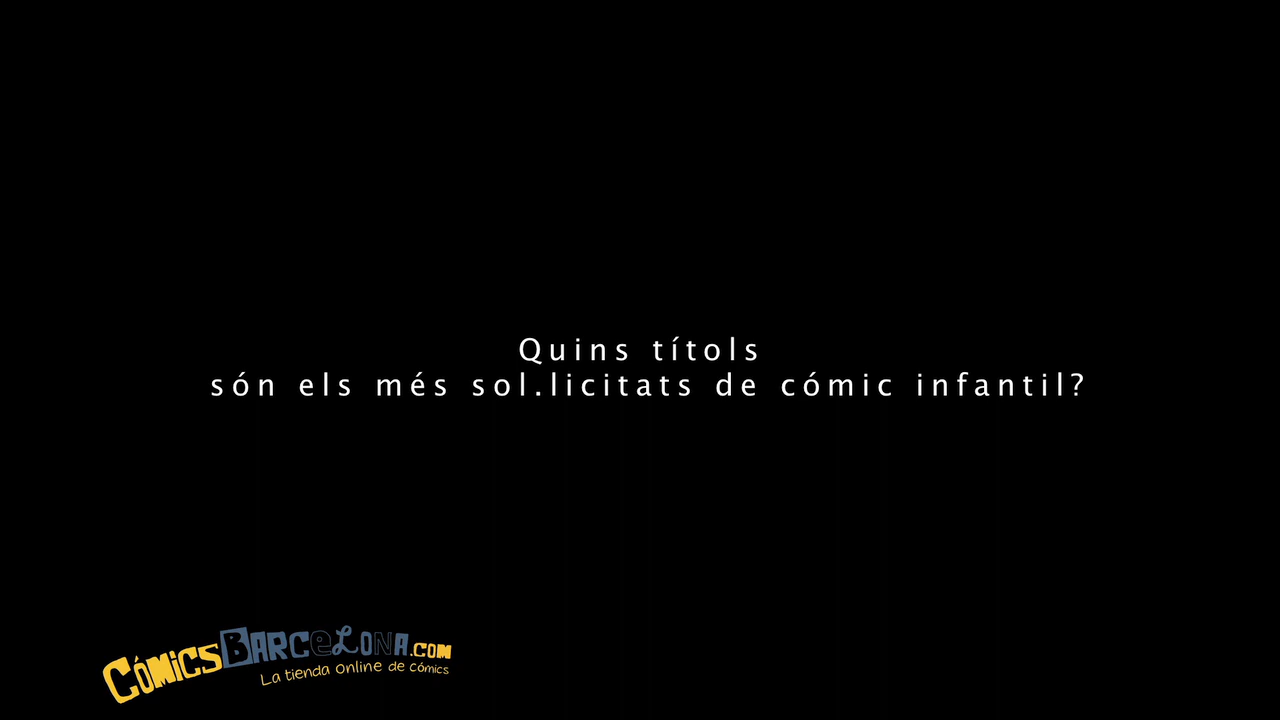 Quins títols
són els més sol.licitats de cómic infantil?
CómicsBarcelona.com
La tienda online de cómics